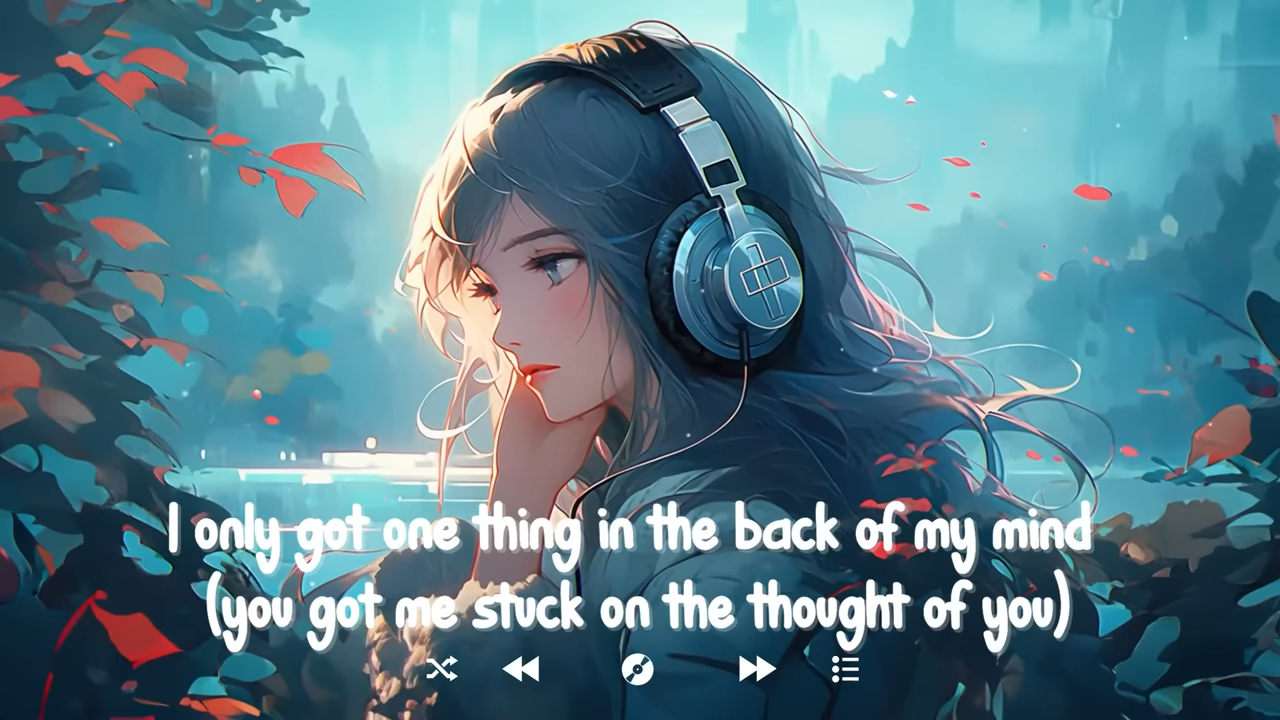 I only got one thing in the back of my mind
(you got me stuck on the thought of you)